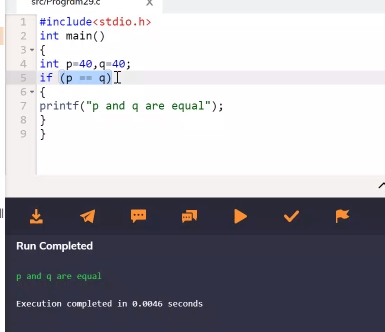 src/Program29.c X
1 #include<stdio.h>
2 int main()
3 {
4 int p=40,q=40;
5 if (p == q)
6 {
7 printf("p and q are equal");
8 }
9 }
Run Completed
p and q are equal
Execution completed in 0.0046 seconds